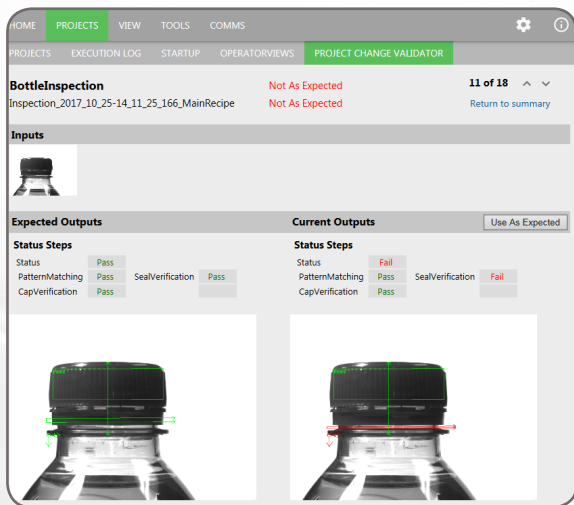 HOME PROJECTS VIEW TOOLS COMMS
PROJECTS EXECUTION LOG STARTUP OPERATORVIEWS PROJECT CHANGE VALIDATOR
BottleInspection Not As Expected 11 of 18
Inspection_2017_10_25-14_11_25_166_MainRecipe Not As Expected Return to summary
Inputs
Expected Outputs Current Outputs Use As Expected
Status Steps Status Steps
Status Pass Status Fail
PatternMatching Pass SealVerification Pass PatternMatching Pass SealVerification Fail
CapVerification Pass CapVerification Pass